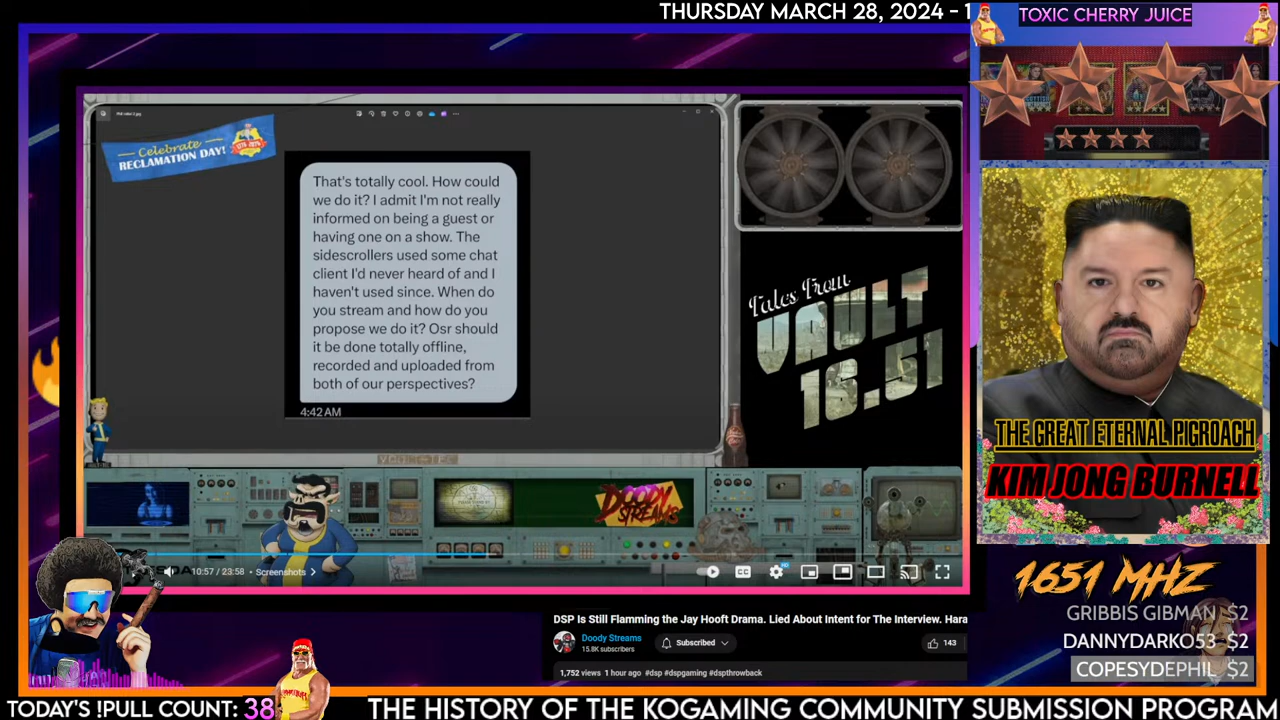 THURSDAY MARCH 28, 2024 - 1
TOXIC CHERRY JUICE
Celebrate
RECLAMATION DAY!
That's totally cool. How could
we do it? I admit I'm not really
informed on being a guest or
having one on a show. The
sidescrollers used some chat
client I'd never heard of and I
haven't used since. When do
you stream and how do you
propose we do it? Osr should
it be done totally offline,
recorded and uploaded from
both of our perspectives?
4:42 AM
Tales From
VAULT
16.51
VAULT-TEC
DOODY
STREAMS
10:57 / 23:58 • Screenshots
CC
HD
THE GREAT ETERNAL PIGROACH
KIM JONG BURNELL
1651 MHZ
GRIBBIS GIBMAN $2
DANNYDARKO53 $2
COPESYDEPHIL $2
DSP Is Still Flamming the Jay Hooft Drama. Lied About Intent for The Interview. Hara
Doody Streams
15.8K subscribers
Subscribed
143
1,752 views 1 hour ago #dsp #dspgaming #dspthrowback
TODAY'S !PULL COUNT: 38
THE HISTORY OF THE KOGAMING COMMUNITY SUBMISSION PROGRAM